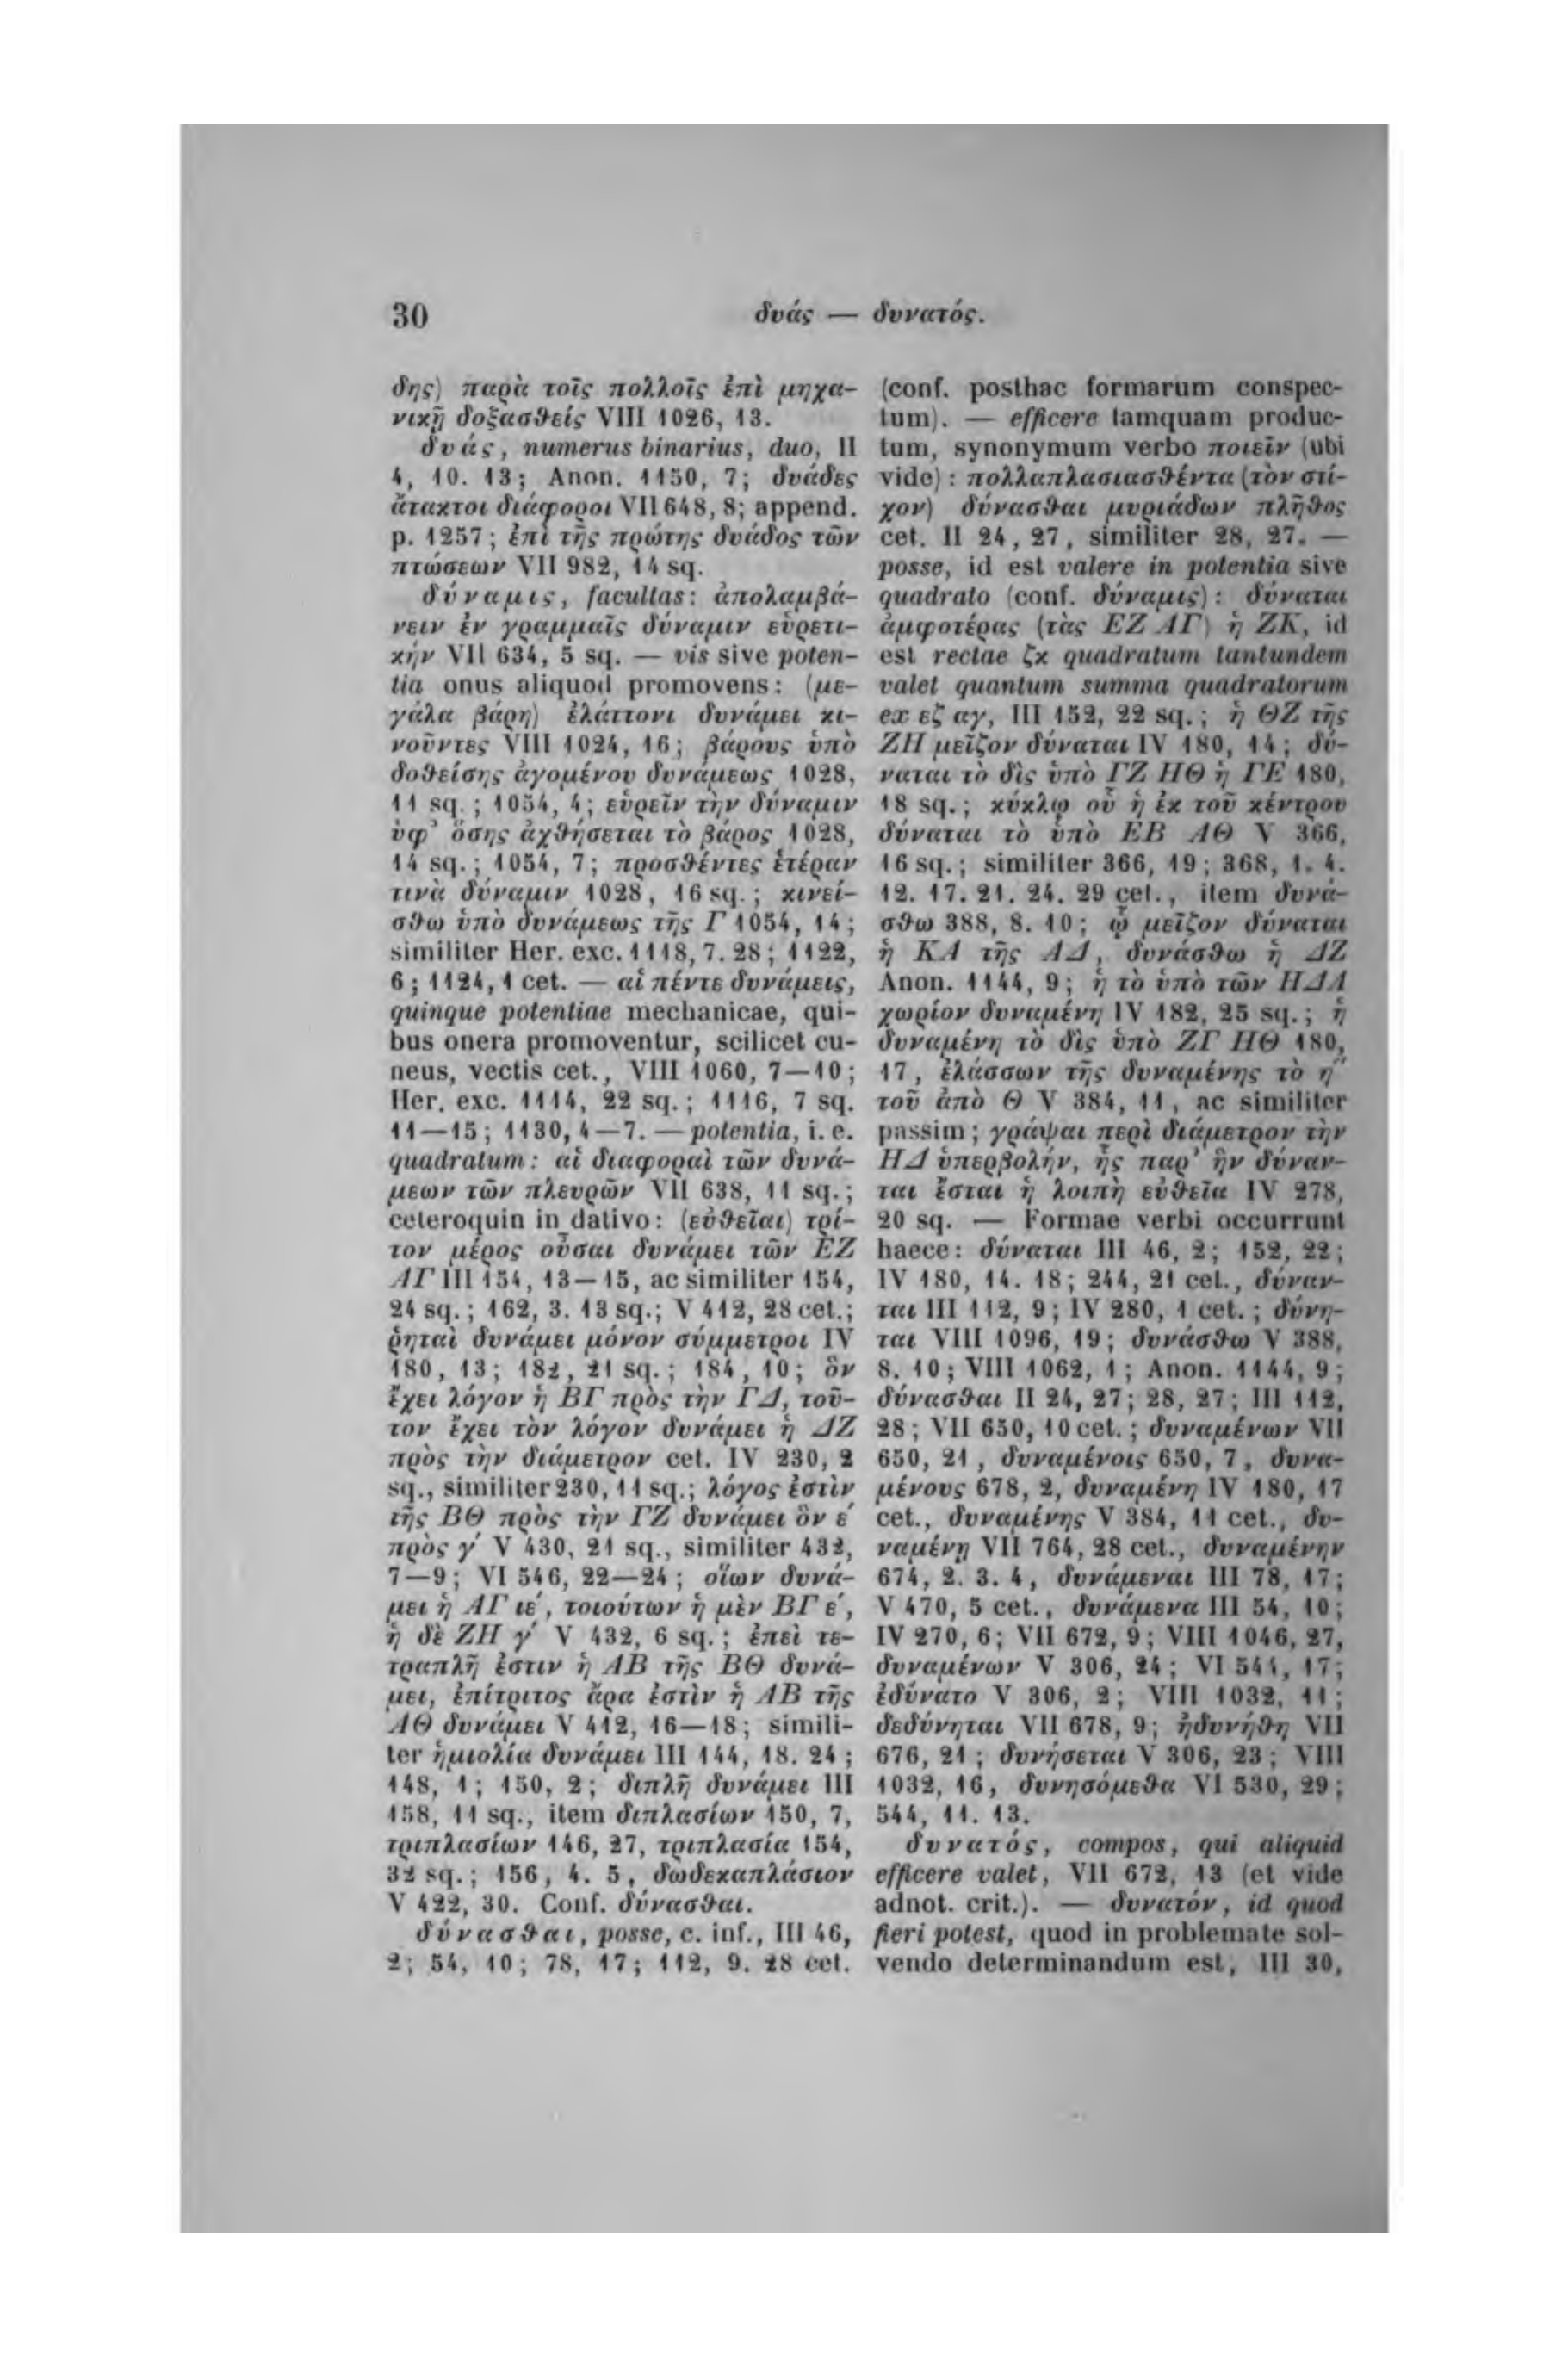 30
δυάς — δυνατός.
δης) παρὰ τοῖς πολλοῖς ἐπὶ μηχα-
νικῇ δοξασθείς VIII 1026, 13.
δυάς, numerus binarius, duo, II
4, 10. 13; Anon. 1150, 7; δυάδες
ἄτακτοι διάφοροι VII 648, 8; append.
p. 1257; ἐπὶ τῆς πρώτης δυάδος τῶν
πτώσεων VII 982, 14 sq.
δύναμις, facultas: ἀπολαμβά-
νειν ἐν γραμμαῖς δύναμιν εὑρετι-
κήν VII 634, 5 sq. — vis sive poten-
tia onus aliquod promovens: (με-
γάλα βάρη) ἐλάττονι δυνάμει κι-
νοῦντες VIII 1024, 16; βάρους ὑπὸ
δοθείσης ἀγομένου δυνάμεως 1028,
11 sq.; 1054, 4; εὑρεῖν τὴν δύναμιν
ὑφ' ὅσης ἀχθήσεται τὸ βάρος 1028,
14 sq.; 1054, 7; προσθέντες ἑτέραν
τινὰ δύναμιν 1028, 16 sq.; κινεί-
σθω ὑπὸ δυνάμεως τῆς Γ 1054, 14;
similiter Her. exc. 1118, 7. 28; 1122,
6; 1124, 1 cet. — αἱ πέντε δυνάμεις,
quinque potentiae mechanicae, qui-
bus onera promoventur, scilicet cu-
neus, vectis cet., VIII 1060, 7—10;
Her. exc. 1114, 22 sq.; 1116, 7 sq.
11—15; 1130, 4—7. — potentia, i. e.
quadratum: αἱ διαφοραὶ τῶν δυνά-
μεων τῶν πλευρῶν VII 638, 11 sq.;
ceteroquin in dativo: (εὐθεῖαι) τρί-
τον μέρος οὖσαι δυνάμει τῶν ΕΖ
ΑΓ III 154, 13—15, ac similiter 154,
24 sq.; 162, 3. 13 sq.; V 412, 28 cet.;
ῥηταὶ δυνάμει μόνον σύμμετροι IV
180, 13; 182, 21 sq.; 184, 10; ὃν
ἔχει λόγον ἡ ΒΓ πρὸς τὴν ΓΔ, τοῦ-
τον ἔχει τὸν λόγον δυνάμει ἡ ΔΖ
πρὸς τὴν διάμετρον cet. IV 230, 2
sq., similiter 230, 11 sq.; λόγος ἐστὶν
τῆς ΒΘ πρὸς τὴν ΓΖ δυνάμει ὃν ε΄
πρὸς γ΄ V 430, 21 sq., similiter 432,
7—9; VI 546, 22—24; οἵων δυνά-
μει ἡ ΑΓ ιε΄, τοιούτων ἡ μὲν ΒΓ ε΄,
ἡ δὲ ΖΗ γ΄ V 432, 6 sq.; ἐπεὶ τε-
τραπλῆ ἐστιν ἡ ΑΒ τῆς ΒΘ δυνά-
μει, ἐπίτριτος ἄρα ἐστὶν ἡ ΑΒ τῆς
ΑΘ δυνάμει V 412, 16—18; simili-
ter ἡμιολία δυνάμει III 144, 18. 24;
148, 1; 150, 2; διπλῆ δυνάμει III
158, 11 sq., item διπλασίων 150, 7,
τριπλασίων 146, 27, τριπλασία 154,
32 sq.; 156, 4. 5, δωδεκαπλάσιον
V 422, 30. Conf. δύνασθαι.
δύνασθαι, posse, c. inf., III 46,
2; 54, 10; 78, 17; 112, 9. 28 cet.
(conf. posthac formarum conspec-
tum). — efficere tamquam produc-
tum, synonymum verbo ποιεῖν (ubi
vide): πολλαπλασιασθέντα (τὸν στί-
χον) δύνασθαι μυριάδων πλῆθος
cet. II 24, 27, similiter 28, 27. —
posse, id est valere in potentia sive
quadrato (conf. δύναμις): δύναται
ἀμφοτέρας (τὰς ΕΖ ΑΓ) ἡ ΖΚ, id
est rectae ζκ quadratum tantundem
valet quantum summa quadratorum
ex εζ αγ, III 152, 22 sq.; ἡ ΘΖ τῆς
ΖΗ μεῖζον δύναται IV 180, 14; δύ-
ναται τὸ δὶς ὑπὸ ΓΖ ΗΘ ἡ ΓΕ 180,
18 sq.; κύκλῳ οὗ ἡ ἐκ τοῦ κέντρου
δύναται τὸ ὑπὸ ΕΒ ΑΘ V 366,
16 sq.; similiter 366, 19; 368, 1. 4.
12. 17. 21. 24. 29 cet., item δυνά-
σθω 388, 8. 10; ᾧ μεῖζον δύναται
ἡ ΚΑ τῆς ΑΔ, δυνάσθω ἡ ΔΖ
Anon. 1144, 9; ἡ τὸ ὑπὸ τῶν ΗΔΑ
χωρίον δυναμένη IV 182, 25 sq.; ἡ
δυναμένη τὸ δὶς ὑπὸ ΖΓ ΗΘ 180,
17, ἐλάσσων τῆς δυναμένης τὸ η″
τοῦ ἀπὸ Θ V 384, 11, ac similiter
passim; γράψαι περὶ διάμετρον τὴν
ΗΔ ὑπερβολήν, ἧς παρ' ἣν δύναν-
ται ἔσται ἡ λοιπὴ εὐθεῖα IV 278,
20 sq. — Formae verbi occurrunt
haece: δύναται III 46, 2; 152, 22;
IV 180, 14. 18; 244, 21 cet., δύναν-
ται III 112, 9; IV 280, 1 cet.; δύνη-
ται VIII 1096, 19; δυνάσθω V 388,
8. 10; VIII 1062, 1; Anon. 1144, 9;
δύνασθαι II 24, 27; 28, 27; III 112,
28; VII 650, 10 cet.; δυναμένων VII
650, 21, δυναμένοις 650, 7, δυνα-
μένους 678, 2, δυναμένη IV 180, 17
cet., δυναμένης V 384, 11 cet., δυ-
ναμένῃ VII 764, 28 cet., δυναμένην
674, 2. 3. 4, δυνάμεναι III 78, 17;
V 470, 5 cet., δυνάμενα III 54, 10;
IV 270, 6; VII 672, 9; VIII 1046, 27,
δυναμένων V 306, 24; VI 544, 17;
ἐδύνατο V 306, 2; VIII 1032, 11;
δεδύνηται VII 678, 9; ἠδυνήθη VII
676, 21; δυνήσεται V 306, 23; VIII
1032, 16, δυνησόμεθα VI 530, 29;
544, 11. 13.
δυνατός, compos, qui aliquid
efficere valet, VII 672, 13 (et vide
adnot. crit.). — δυνατόν, id quod
fieri potest, quod in problemate sol-
vendo determinandum est, III 30,